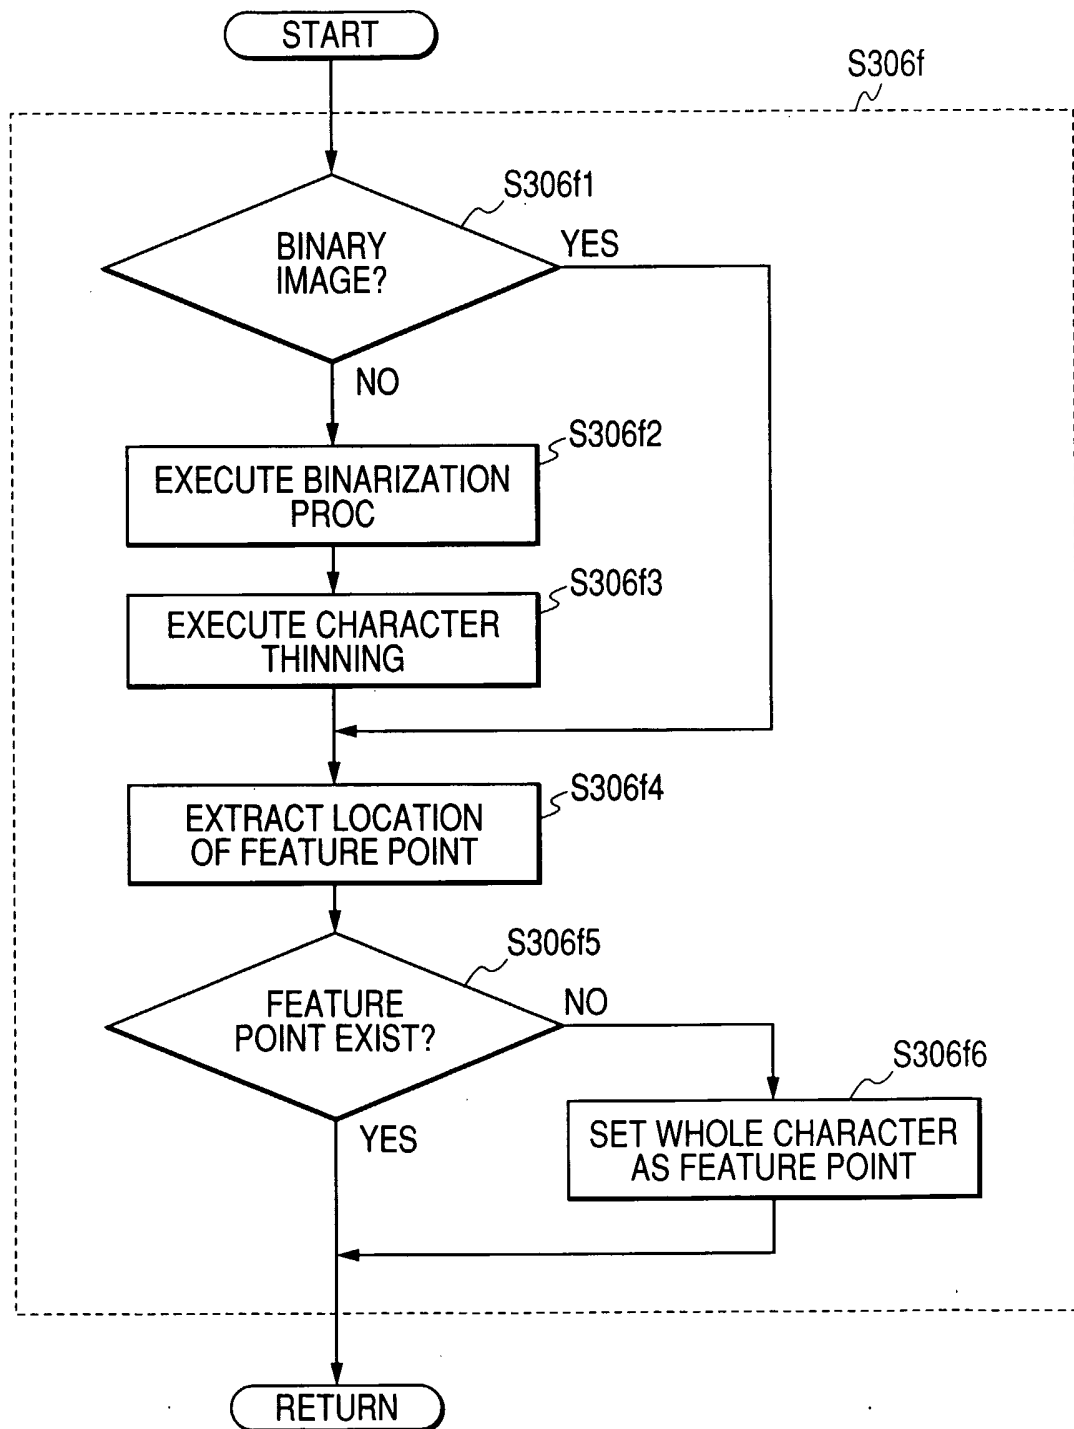 START
S306f
S306f1
BINARY
IMAGE?
YES
NO
S306f2
EXECUTE BINARIZATION
PROC
S306f3
EXECUTE CHARACTER
THINNING
S306f4
EXTRACT LOCATION
OF FEATURE POINT
S306f5
FEATURE
POINT EXIST?
NO
S306f6
YES
SET WHOLE CHARACTER
AS FEATURE POINT
RETURN